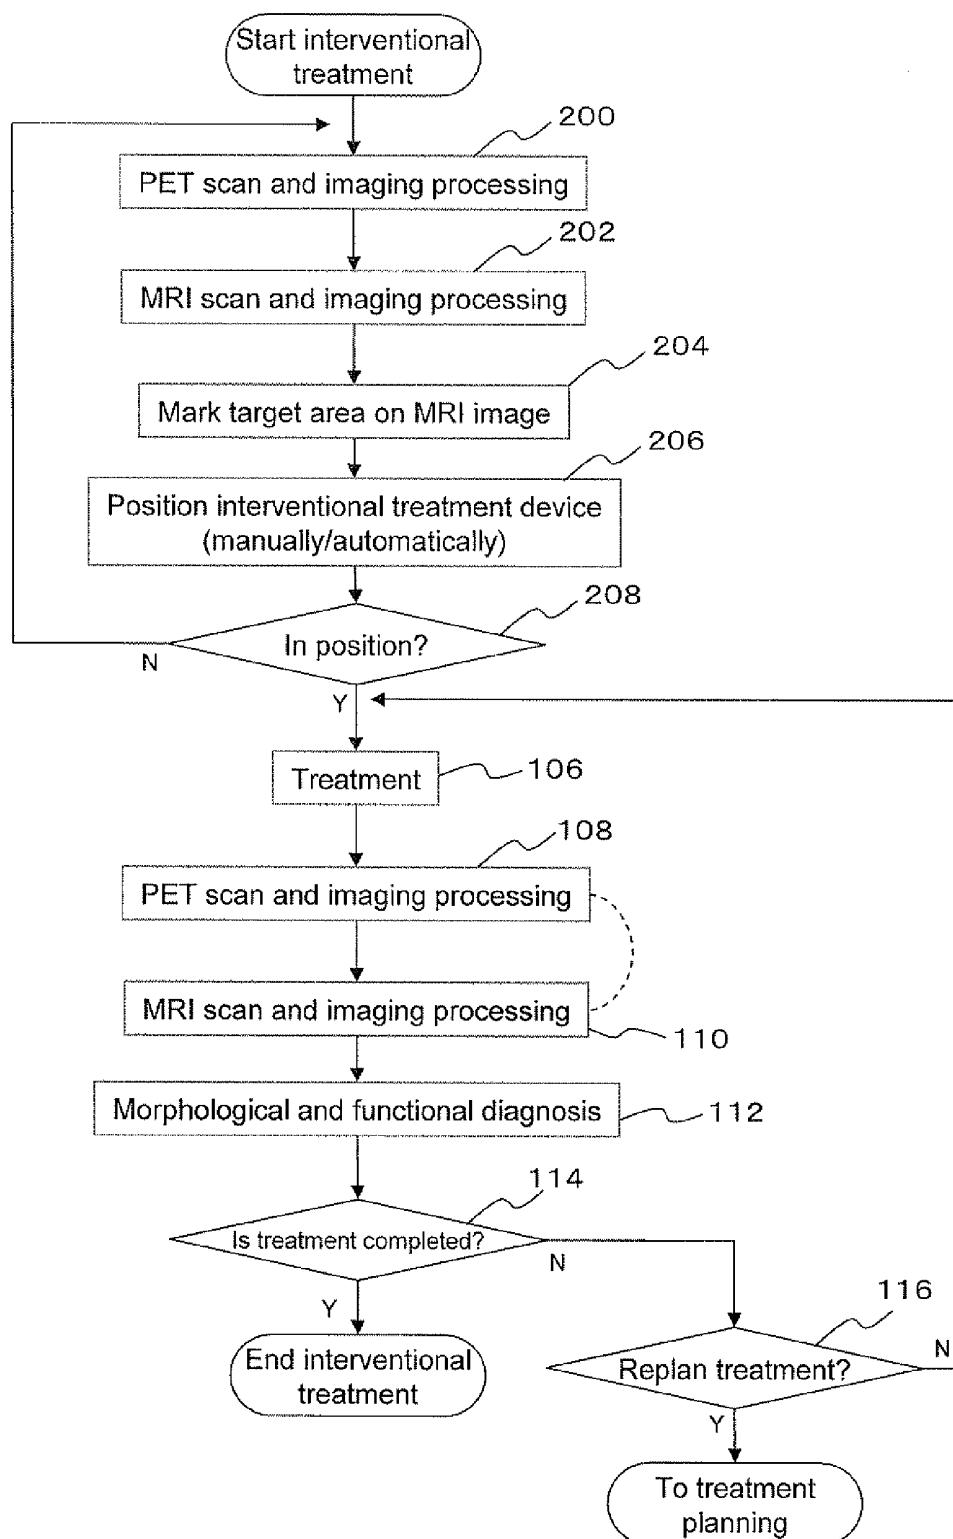 Start interventional
treatment
200
PET scan and imaging processing
202
MRI scan and imaging processing
204
Mark target area on MRI image
206
Position interventional treatment device
(manually/automatically)
208
In position?
N
Y
Treatment
106
108
PET scan and imaging processing
MRI scan and imaging processing
110
Morphological and functional diagnosis
112
114
Is treatment completed?
N
Y
116
End interventional
treatment
Replan treatment?
N
Y
To treatment
planning